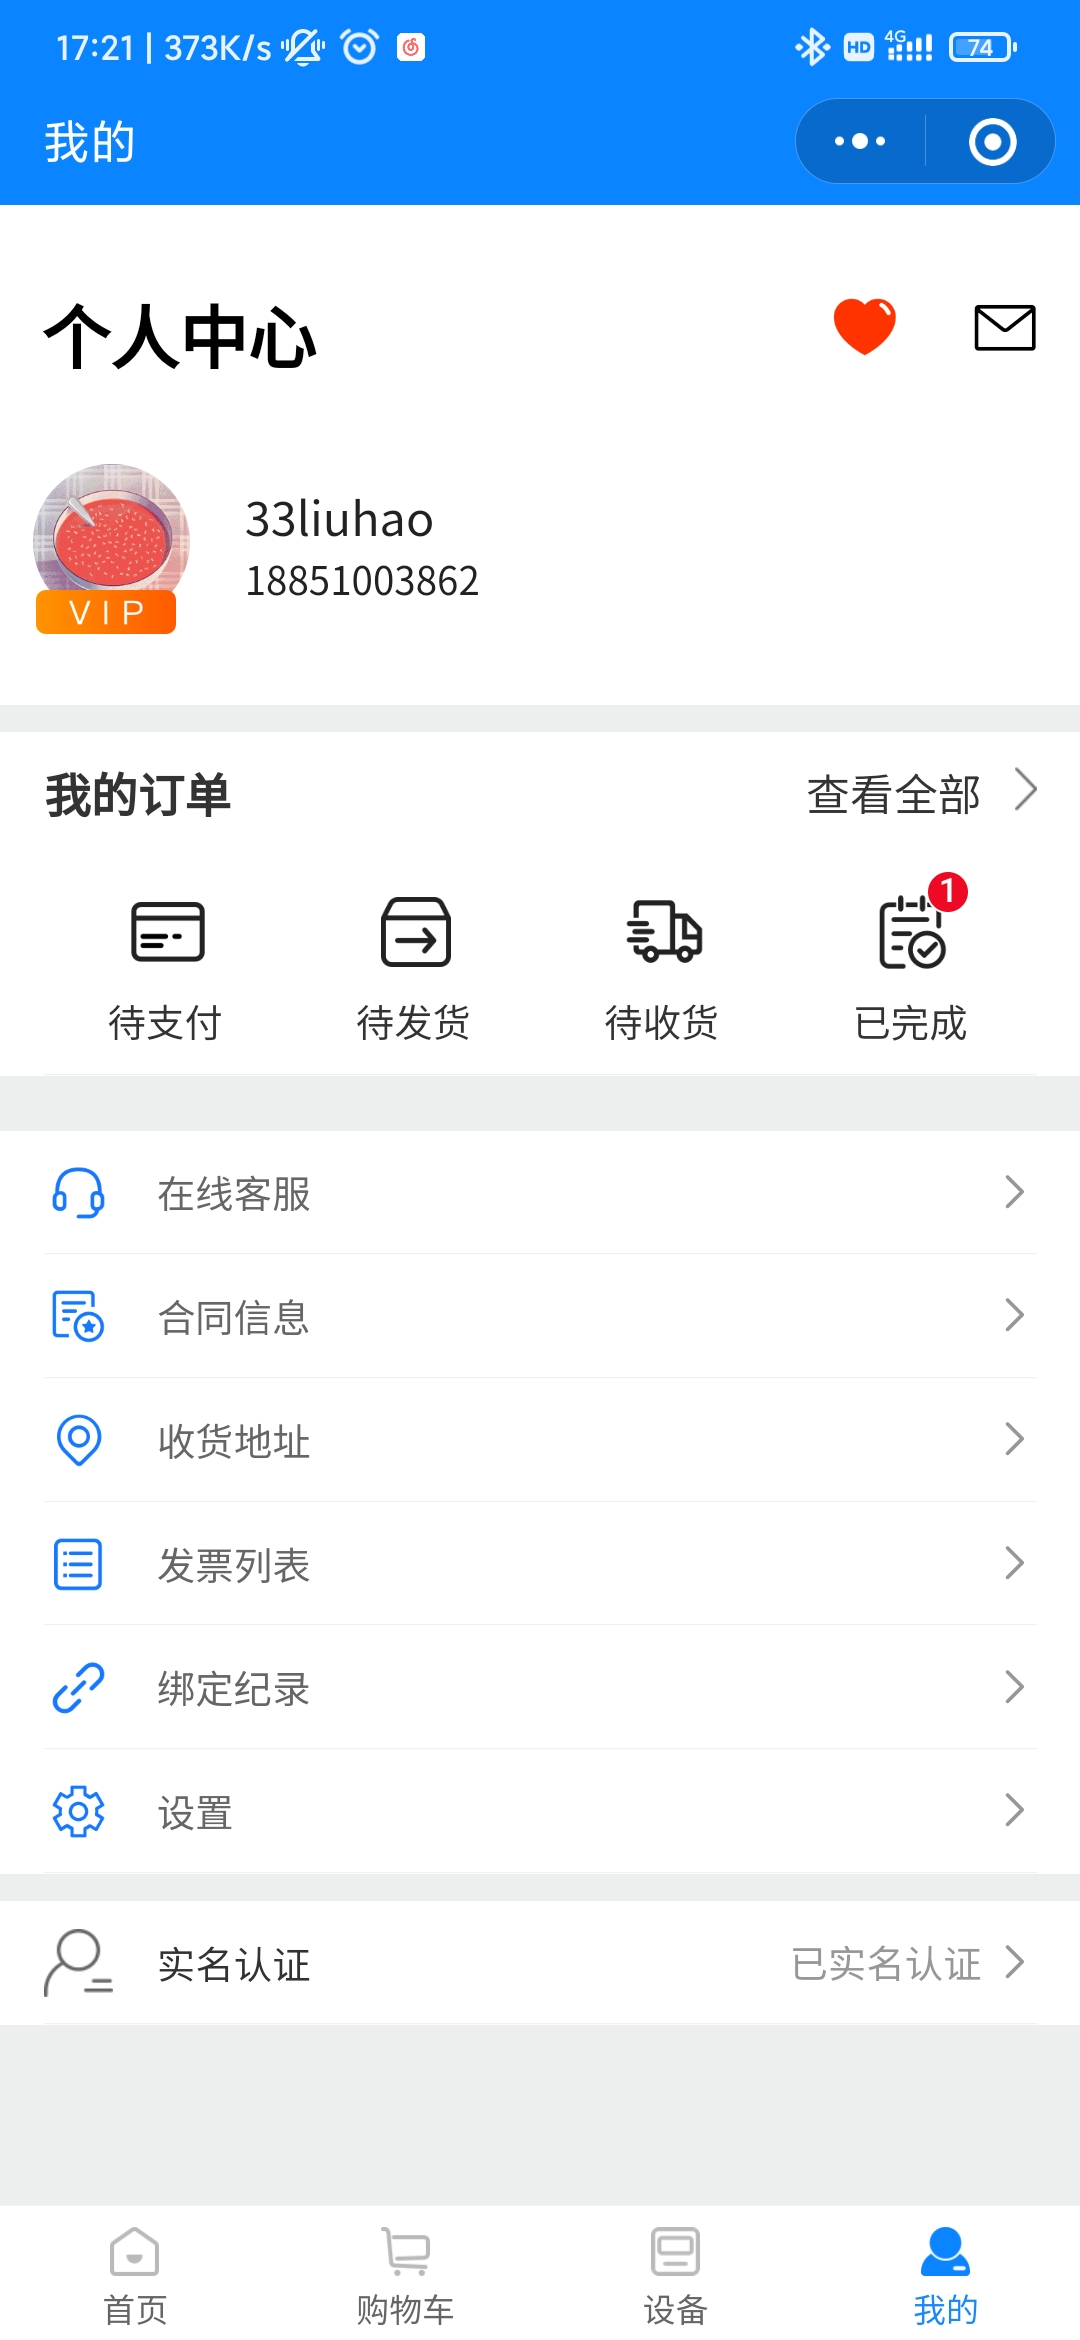 17:21 | 373K/s
HD 4G 74
我的
个人中心
33liuhao
18851003862
VIP
我的订单
查看全部
1
待支付 待发货 待收货 已完成
在线客服
合同信息
收货地址
发票列表
绑定纪录
设置
实名认证 已实名认证
首页 购物车 设备 我的